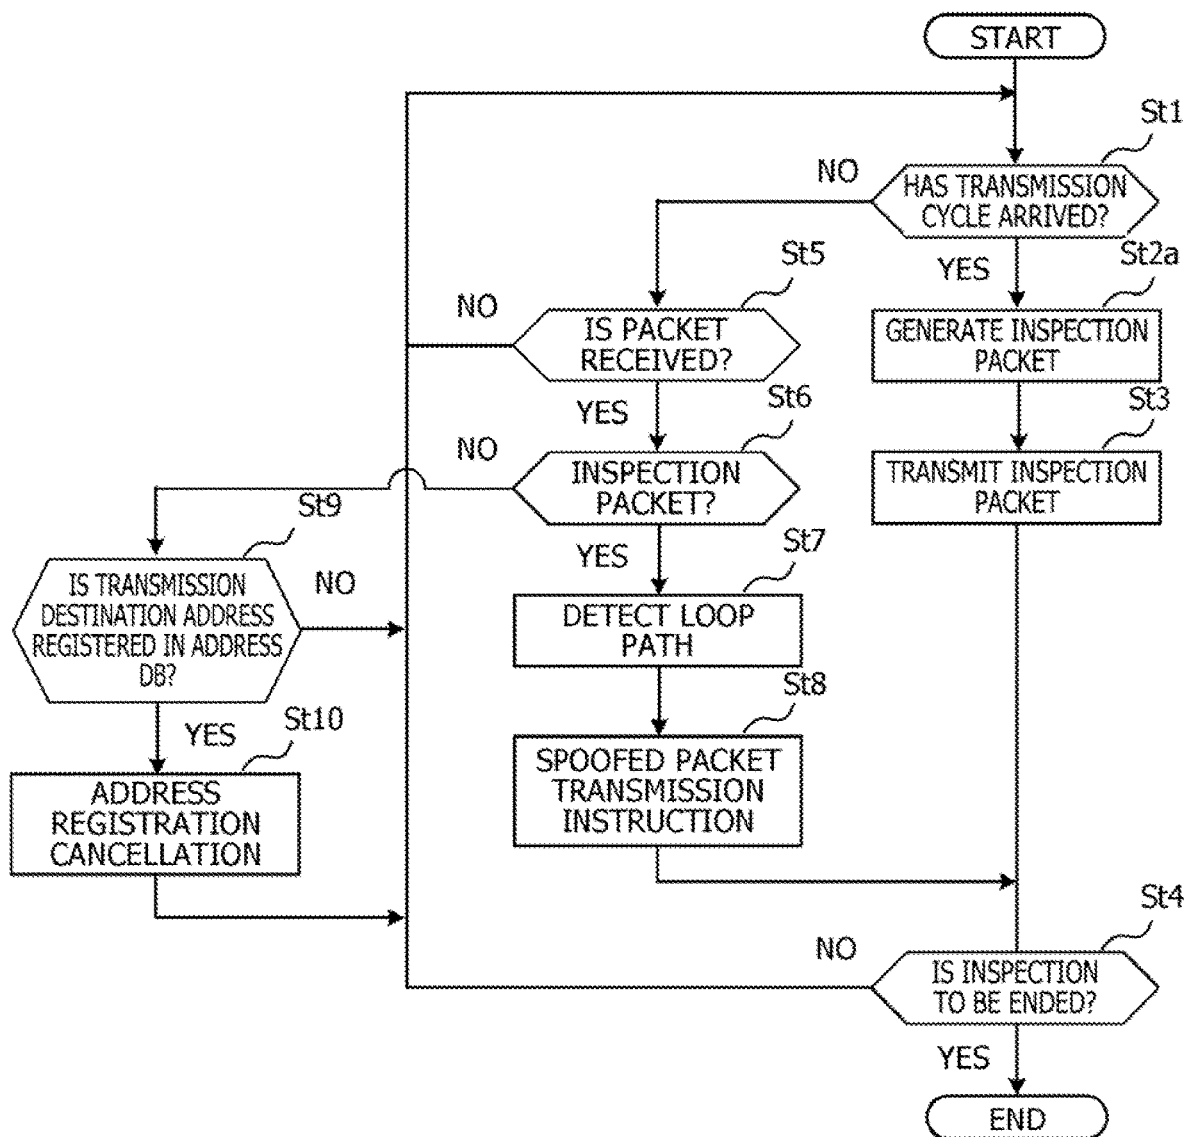 START
St1
NO
HAS TRANSMISSION
CYCLE ARRIVED?
St5
YES
St2a
NO
IS PACKET
RECEIVED?
GENERATE INSPECTION
PACKET
YES
St6
St3
NO
INSPECTION
PACKET?
TRANSMIT INSPECTION
PACKET
St9
YES
St7
IS TRANSMISSION
DESTINATION ADDRESS
REGISTERED IN ADDRESS
DB?
NO
DETECT LOOP
PATH
YES
St10
St8
ADDRESS
REGISTRATION
CANCELLATION
SPOOFED PACKET
TRANSMISSION
INSTRUCTION
St4
NO
IS INSPECTION
TO BE ENDED?
YES
END